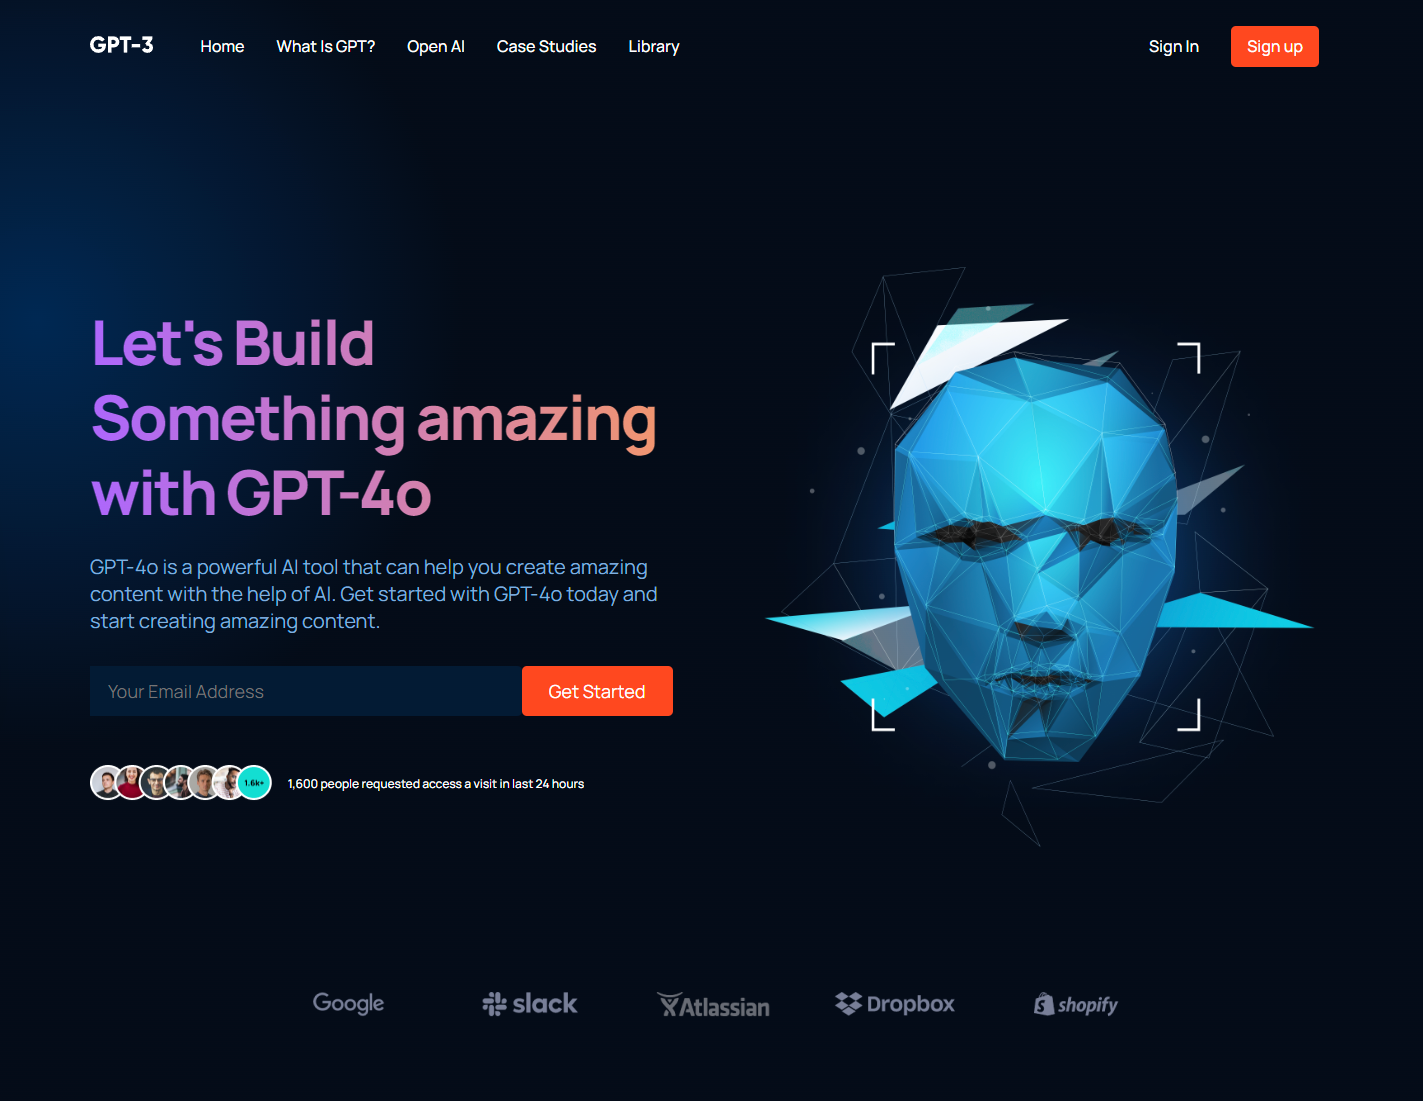 GPT-3 Home What Is GPT? Open AI Case Studies Library Sign In Sign up
Let's Build
Something amazing
with GPT-4o
GPT-4o is a powerful AI tool that can help you create amazing
content with the help of AI. Get started with GPT-4o today and
start creating amazing content.
Your Email Address Get Started
1.6k+ 1,600 people requested access a visit in last 24 hours
Google slack Atlassian Dropbox shopify